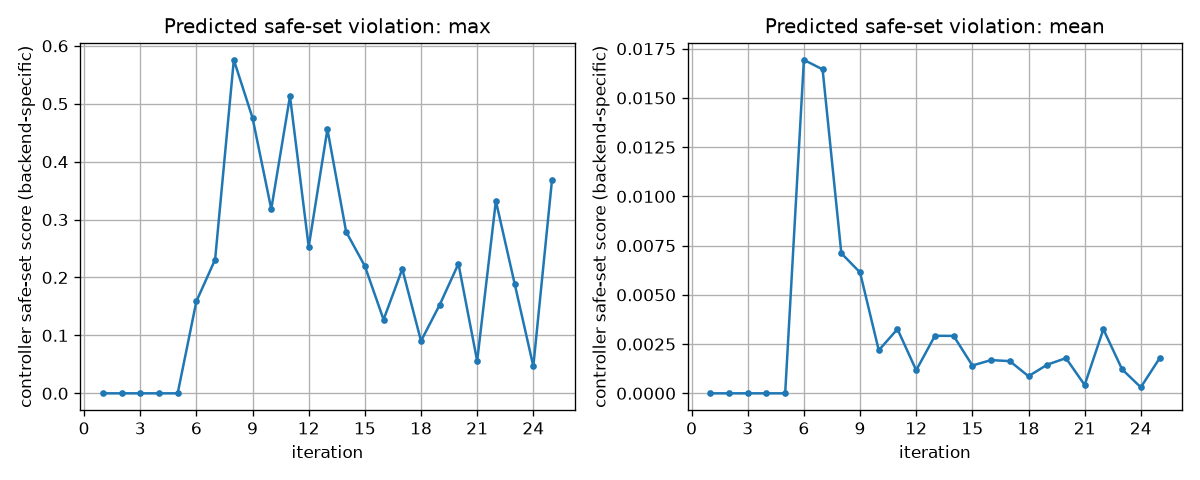 Predicted safe-set violation: max
controller safe-set score (backend-specific)
0.6
0.5
0.4
0.3
0.2
0.1
0.0
0 3 6 9 12 15 18 21 24
iteration
Predicted safe-set violation: mean
controller safe-set score (backend-specific)
0.0175
0.0150
0.0125
0.0100
0.0075
0.0050
0.0025
0.0000
0 3 6 9 12 15 18 21 24
iteration